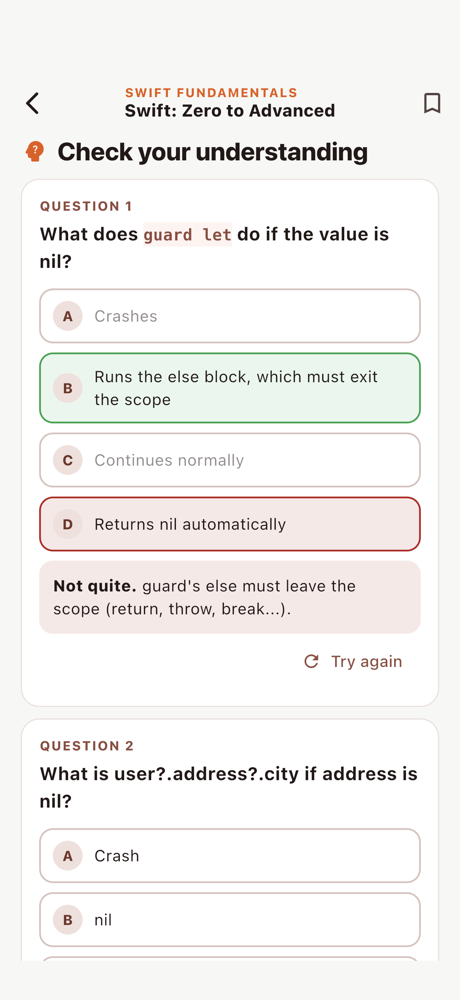 SWIFT FUNDAMENTALS
Swift: Zero to Advanced
? Check your understanding
QUESTION 1
What does guard let do if the value is
nil?
A Crashes
B Runs the else block, which must exit
the scope
C Continues normally
D Returns nil automatically
Not quite. guard's else must leave the
scope (return, throw, break...).
Try again
QUESTION 2
What is user?.address?.city if address is
nil?
A Crash
B nil